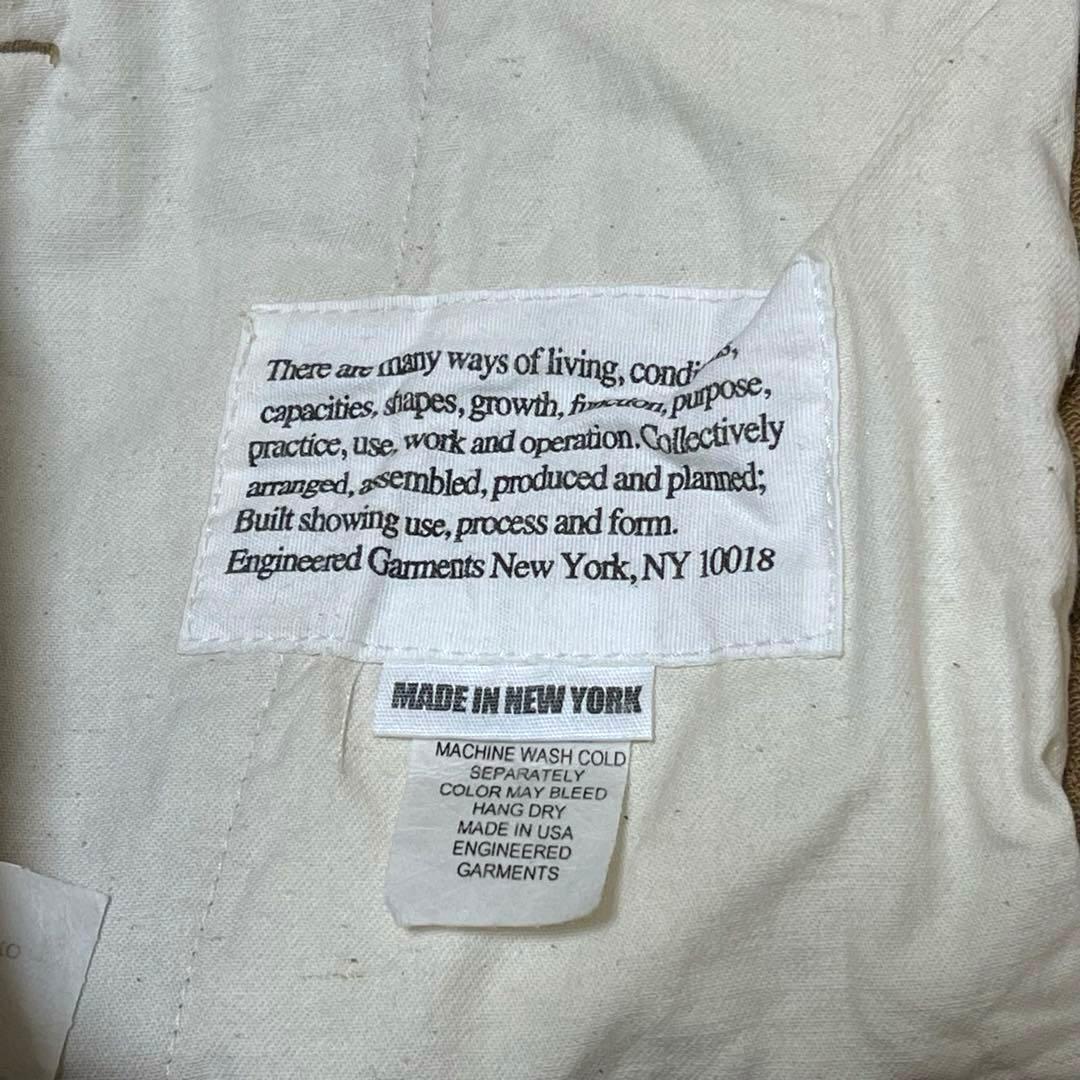 There are many ways of living,
capacities, shapes, growth, function, purpose,
practice, use, work and operation. Collectively
arranged, assembled, produced and planned;
Built showing use, process and form.
Engineered Garments New York, NY 10018
MADE IN NEW YORK
MACHINE WASH COLD
SEPARATELY
COLOR MAY BLEED
HANG DRY
MADE IN USA
ENGINEERED
GARMENTS